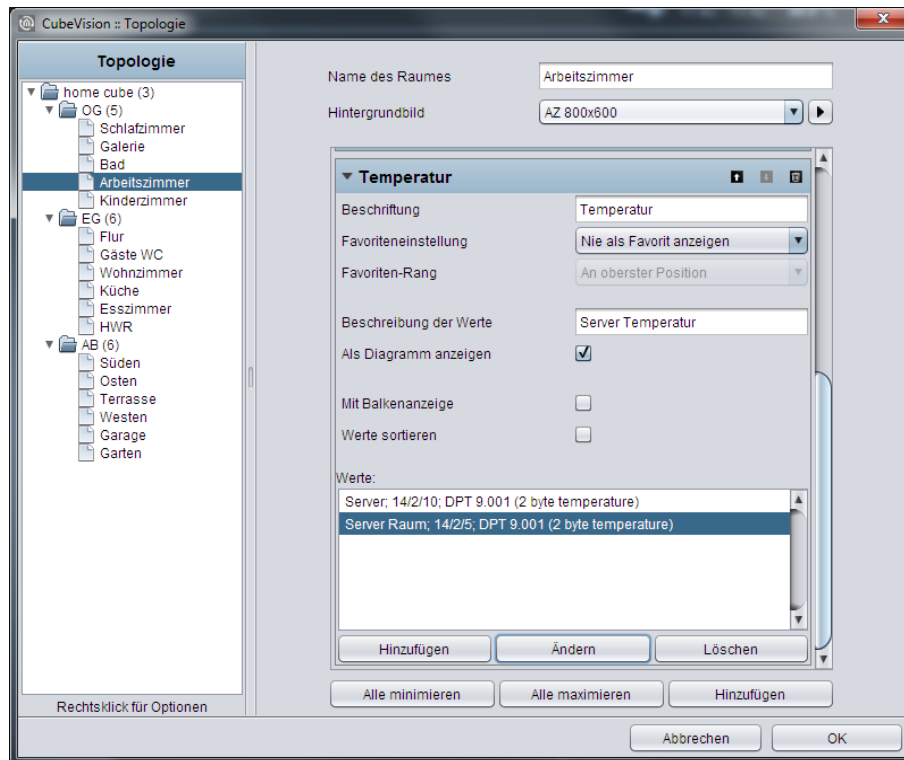 CubeVision :: Topologie
Topologie
home cube (3)
OG (5)
Schlafzimmer
Galerie
Bad
Arbeitszimmer
Kinderzimmer
EG (6)
Flur
Gäste WC
Wohnzimmer
Küche
Esszimmer
HWR
AB (6)
Süden
Osten
Terrasse
Westen
Garage
Garten
Rechtsklick für Optionen
Name des Raumes Arbeitszimmer
Hintergrundbild AZ 800x600
Temperatur
Beschriftung Temperatur
Favoriteneinstellung Nie als Favorit anzeigen
Favoriten-Rang An oberster Position
Beschreibung der Werte Server Temperatur
Als Diagramm anzeigen
Mit Balkenanzeige
Werte sortieren
Werte:
Server; 14/2/10; DPT 9.001 (2 byte temperature)
Server Raum; 14/2/5; DPT 9.001 (2 byte temperature)
Hinzufügen Ändern Löschen
Alle minimieren Alle maximieren Hinzufügen
Abbrechen OK